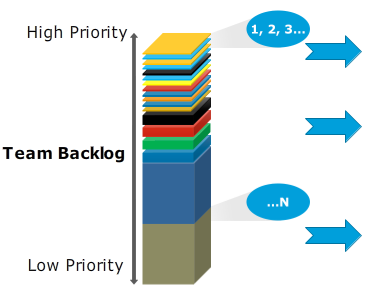 High Priority
1, 2, 3...
Team Backlog
...N
Low Priority